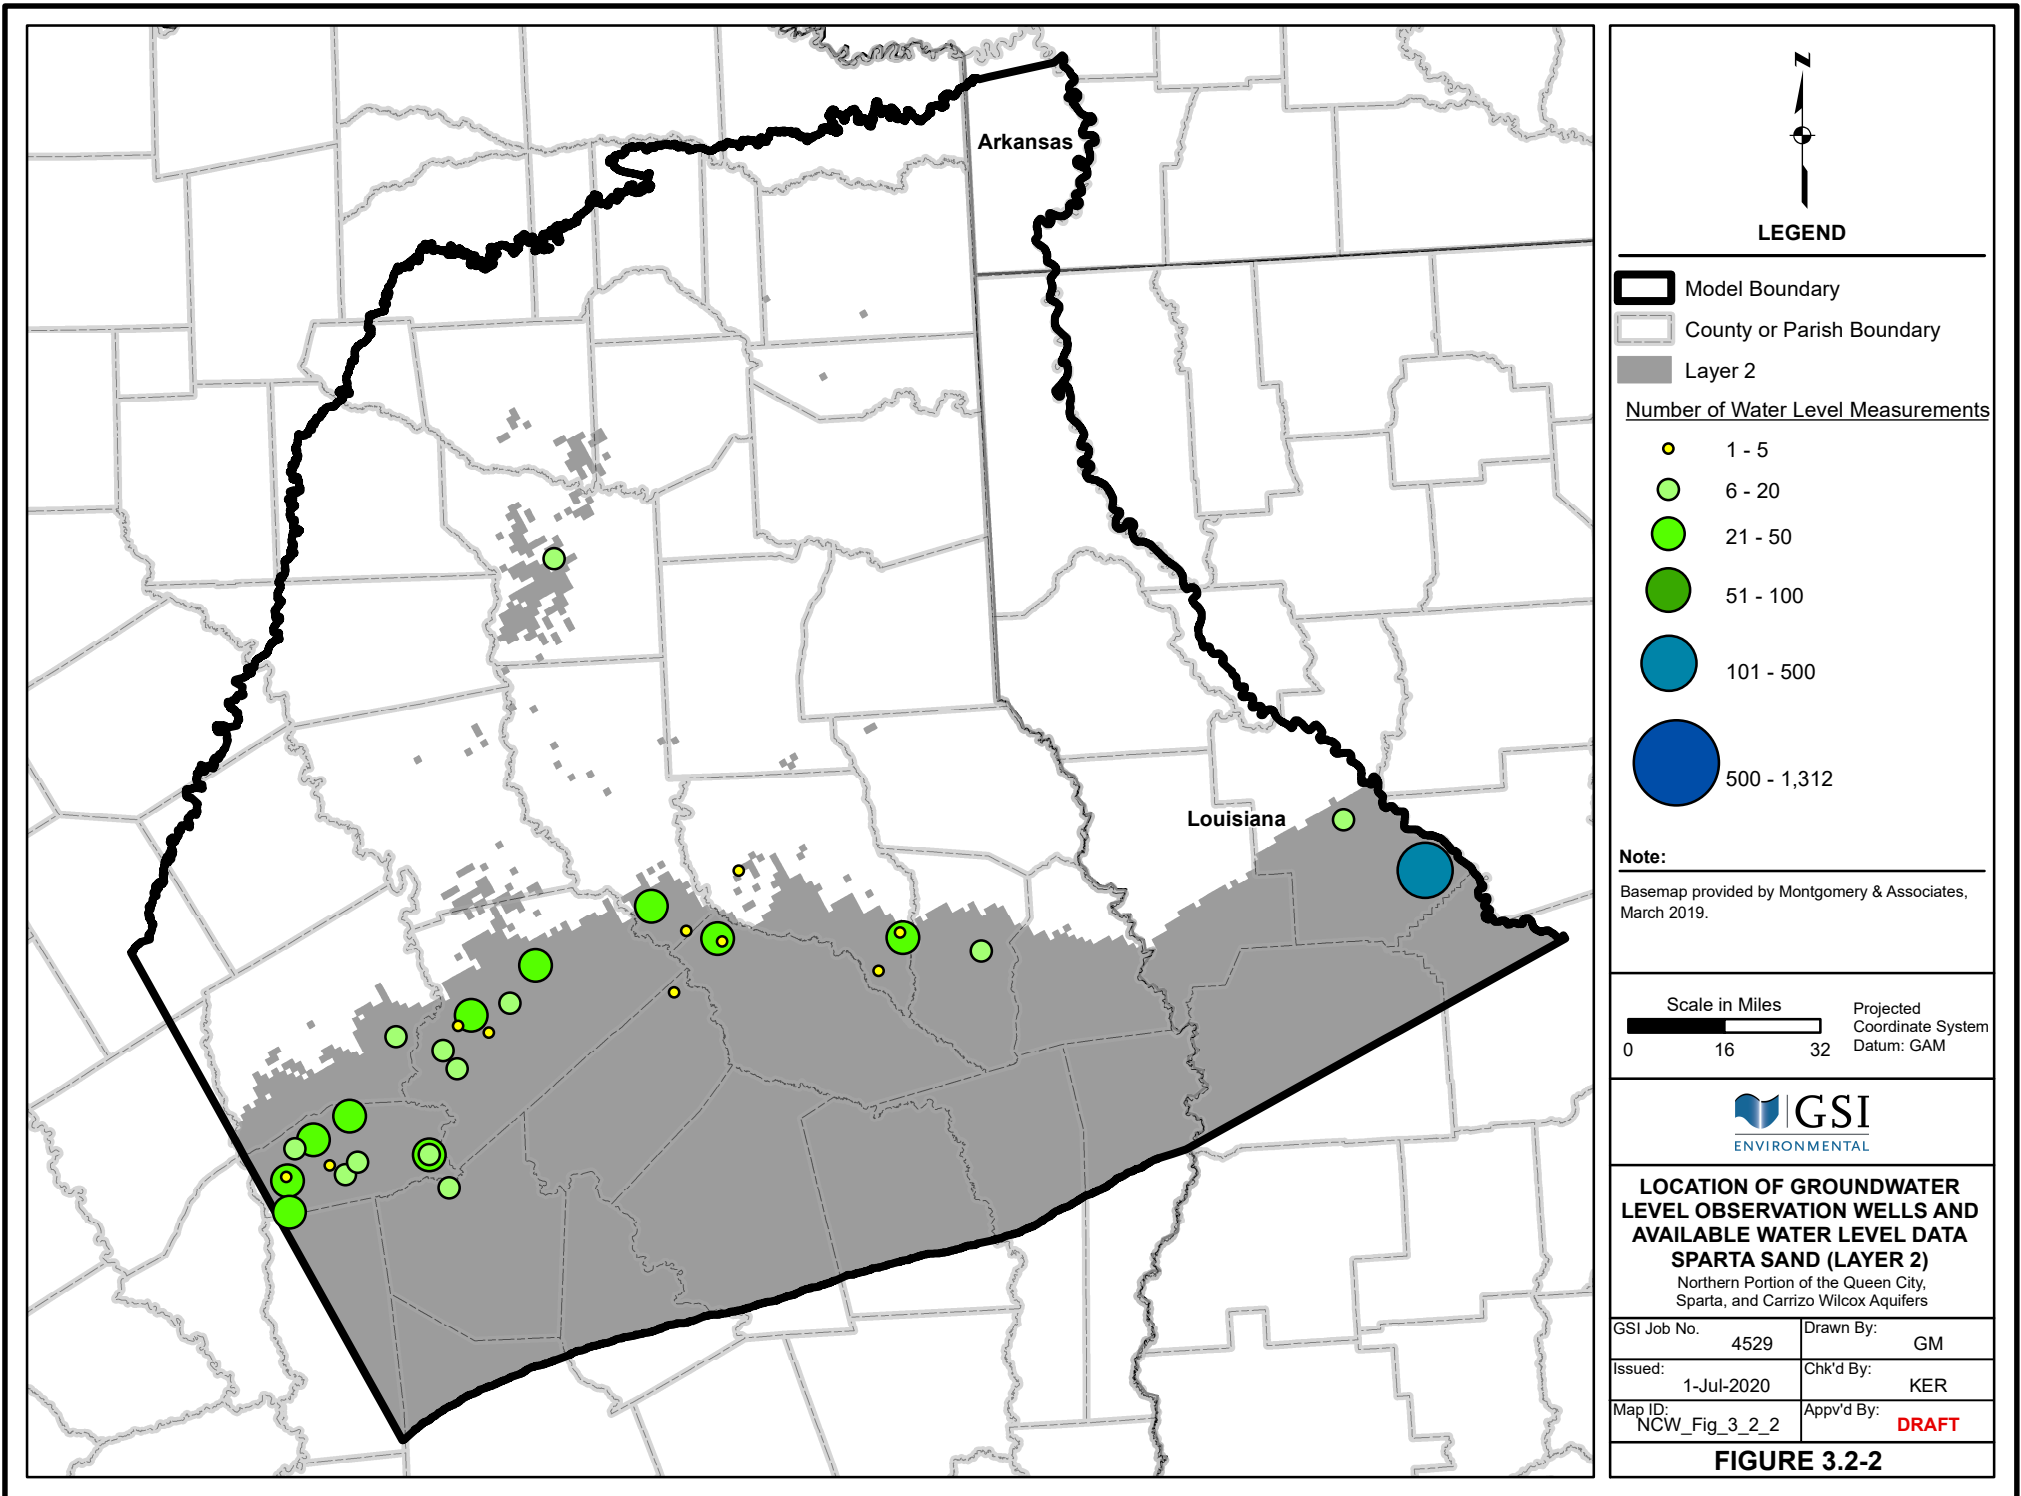 Arkansas
Louisiana
N
LEGEND
Model Boundary
County or Parish Boundary
Layer 2
Number of Water Level Measurements
1 - 5
6 - 20
21 - 50
51 - 100
101 - 500
500 - 1,312
Note:
Basemap provided by Montgomery & Associates,
March 2019.
Scale in Miles
0 16 32
Projected
Coordinate System
Datum: GAM
GSI
ENVIRONMENTAL
LOCATION OF GROUNDWATER
LEVEL OBSERVATION WELLS AND
AVAILABLE WATER LEVEL DATA
SPARTA SAND (LAYER 2)
Northern Portion of the Queen City,
Sparta, and Carrizo Wilcox Aquifers
GSI Job No. 4529
Drawn By: GM
Issued: 1-Jul-2020
Chk'd By: KER
Map ID: NCW_Fig_3_2_2
Appv'd By: DRAFT
FIGURE 3.2-2